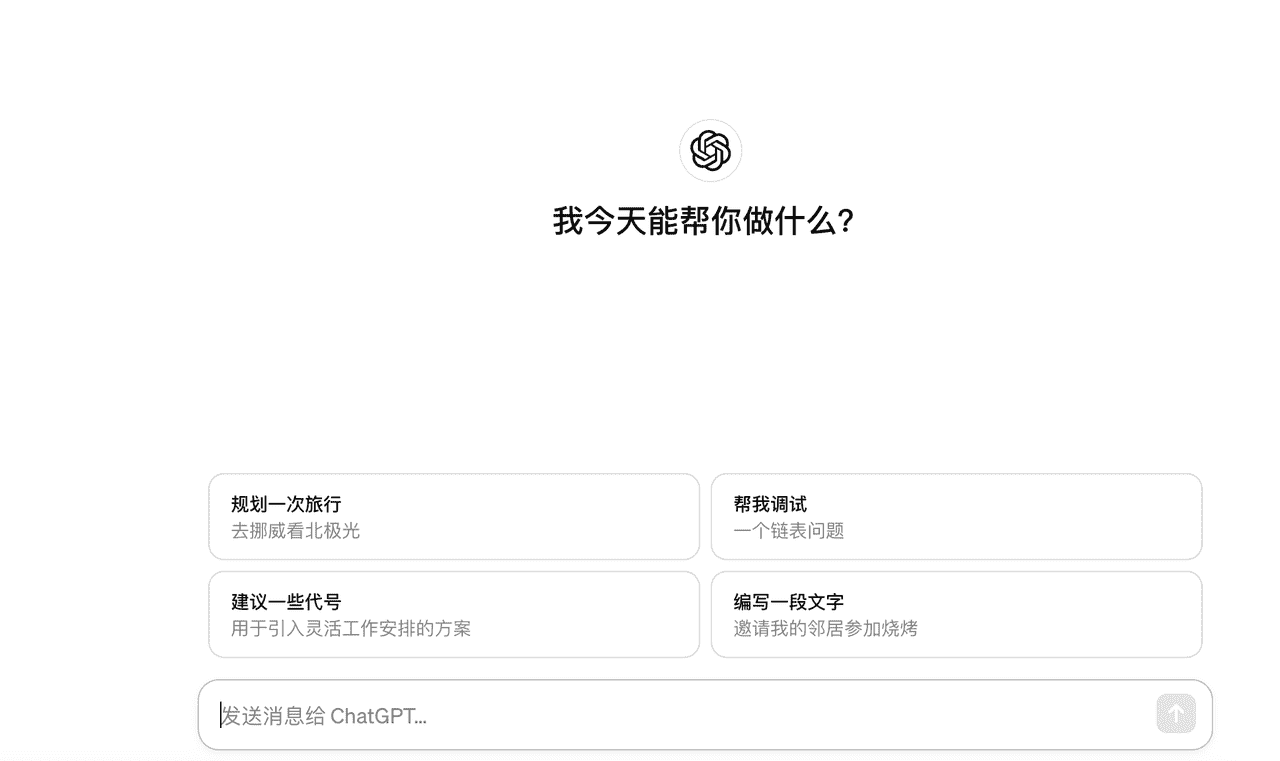 我今天能帮你做什么?
规划一次旅行
去挪威看北极光
帮我调试
一个链表问题
建议一些代号
用于引入灵活工作安排的方案
编写一段文字
邀请我的邻居参加烧烤
发送消息给 ChatGPT...